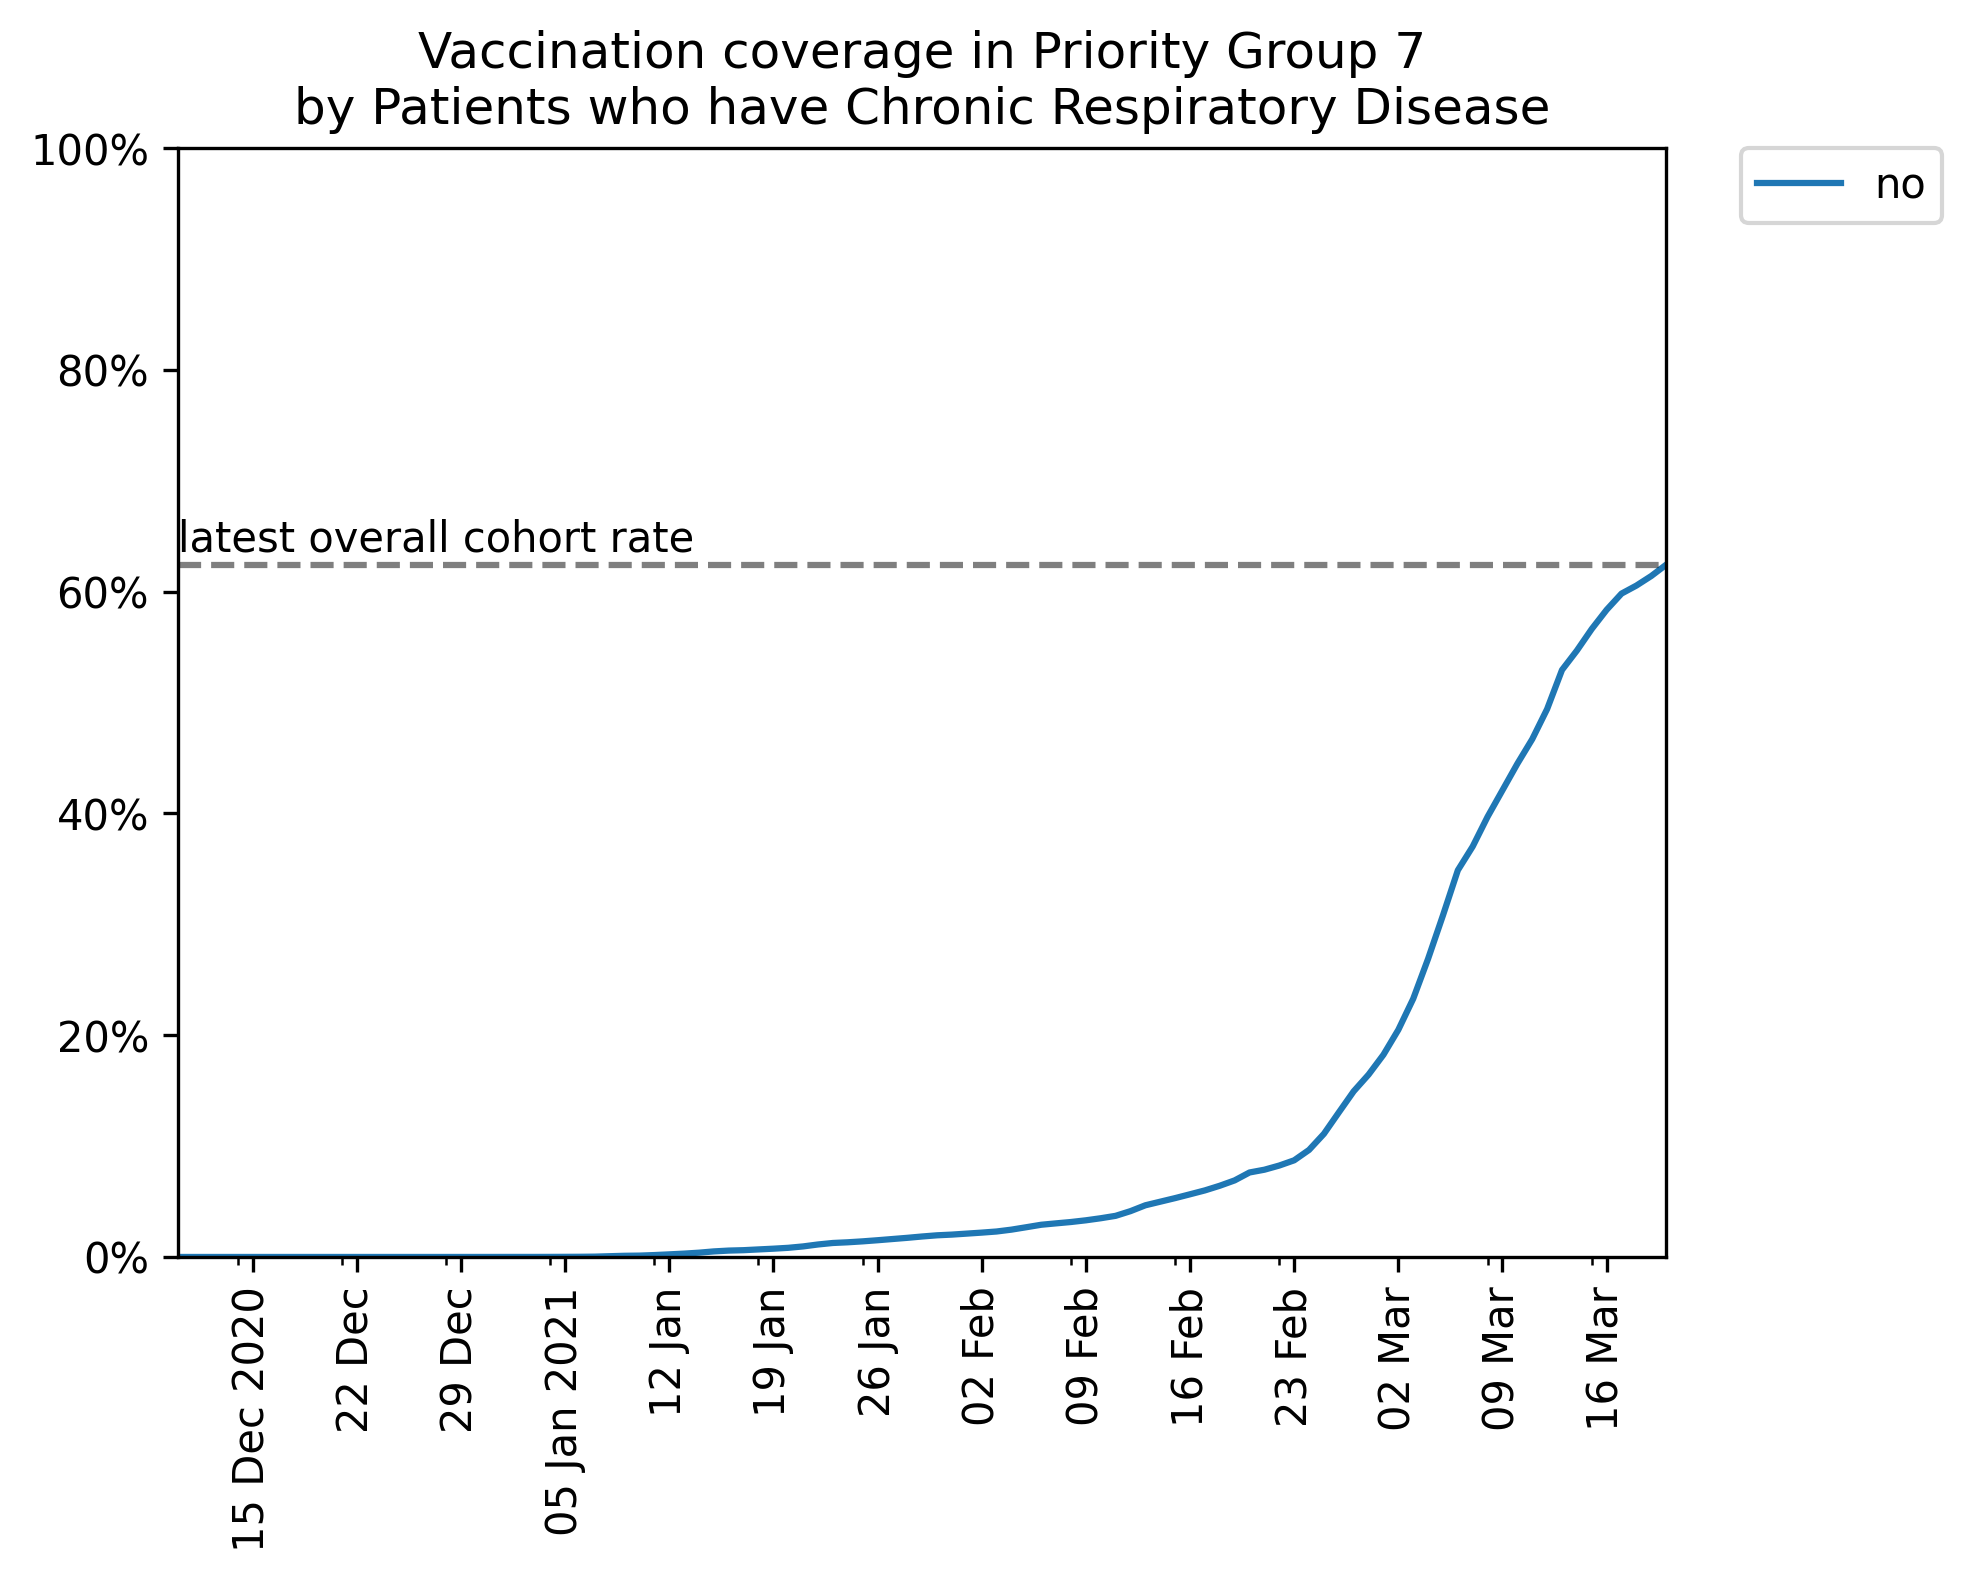 Vaccination coverage in Priority Group 7
by Patients who have Chronic Respiratory Disease
no
100%
80%
latest overall cohort rate
60%
40%
20%
0%
15 Dec 2020
22 Dec
29 Dec
05 Jan 2021
12 Jan
19 Jan
26 Jan
02 Feb
09 Feb
16 Feb
23 Feb
02 Mar
09 Mar
16 Mar